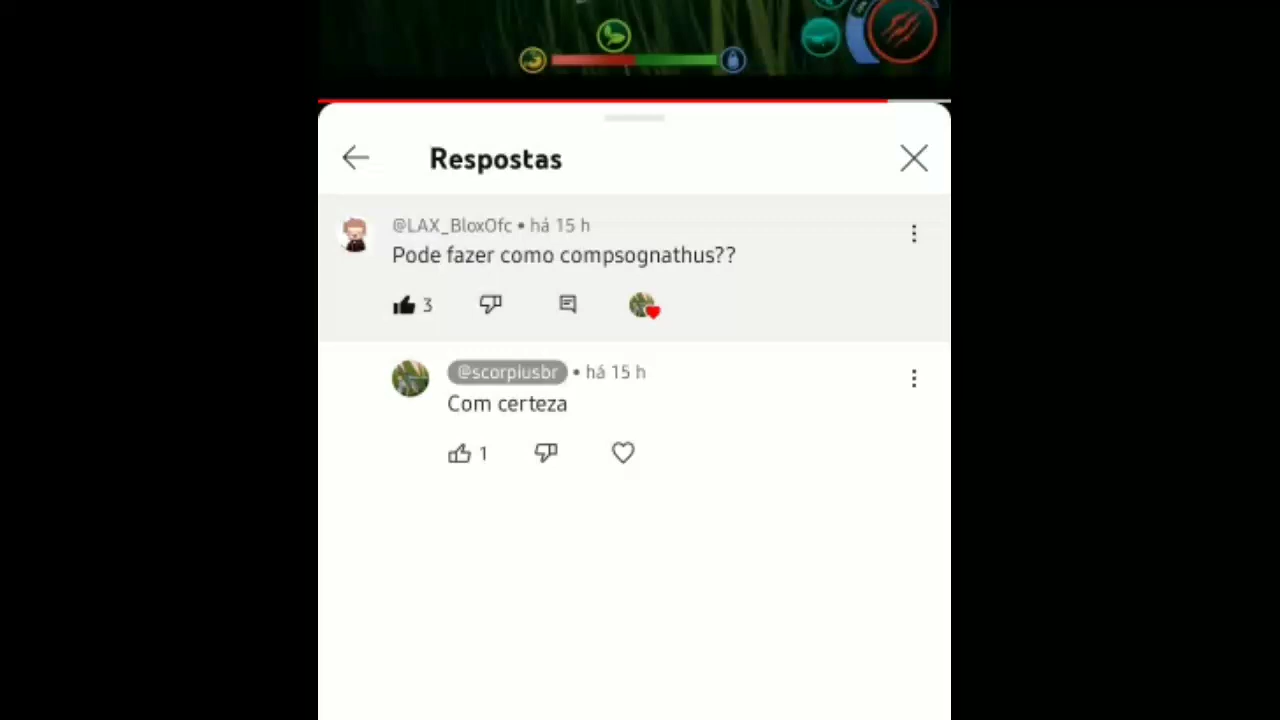 Respostas
@LAX_BloxOfc • há 15 h
Pode fazer como compsognathus??
3
@scorpiusbr • há 15 h
Com certeza
1